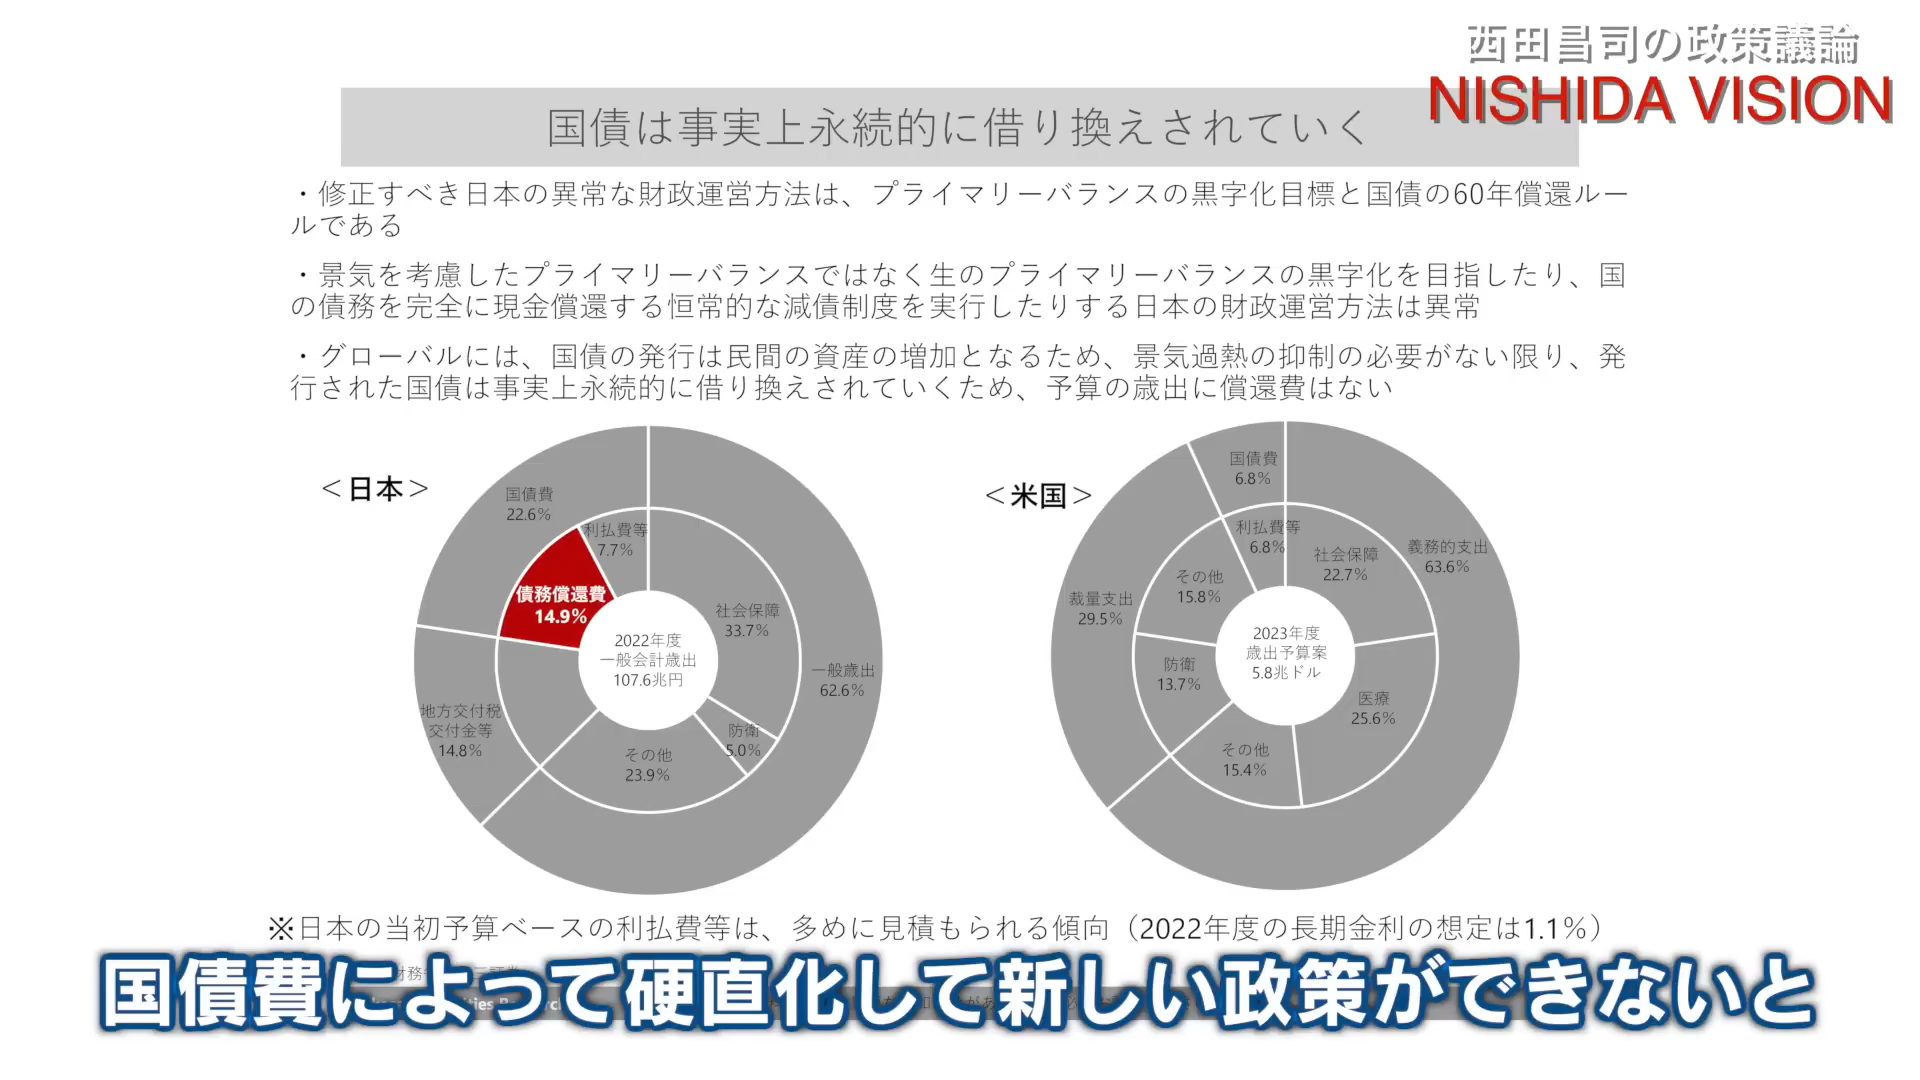 西田昌司の政策議論
NISHIDA VISION
国債は事実上永続的に借り換えされていく
・修正すべき日本の異常な財政運営方法は、プライマリーバランスの黒字化目標と国債の60年償還ルー
ルである
・景気を考慮したプライマリーバランスではなく生のプライマリーバランスの黒字化を目指したり、国
の債務を完全に現金償還する恒常的な減債制度を実行したりする日本の財政運営方法は異常
・グローバルには、国債の発行は民間の資産の増加となるため、景気過熱の抑制の必要がない限り、発
行された国債は事実上永続的に借り換えされていくため、予算の歳出に償還費はない
＜日本＞
国債費
22.6%
利払費等
7.7%
債務償還費
14.9%
社会保障
33.7%
2022年度
一般会計歳出
107.6兆円
一般歳出
62.6%
地方交付税
交付金等
14.8%
防衛
5.0%
その他
23.9%
＜米国＞
国債費
6.8%
利払費等
6.8%
社会保障
22.7%
義務的支出
63.6%
その他
15.8%
裁量支出
29.5%
2023年度
歳出予算案
5.8兆ドル
防衛
13.7%
医療
25.6%
その他
15.4%
※日本の当初予算ベースの利払費等は、多めに見積もられる傾向（2022年度の長期金利の想定は1.1%）
国債費によって硬直化して新しい政策ができないと